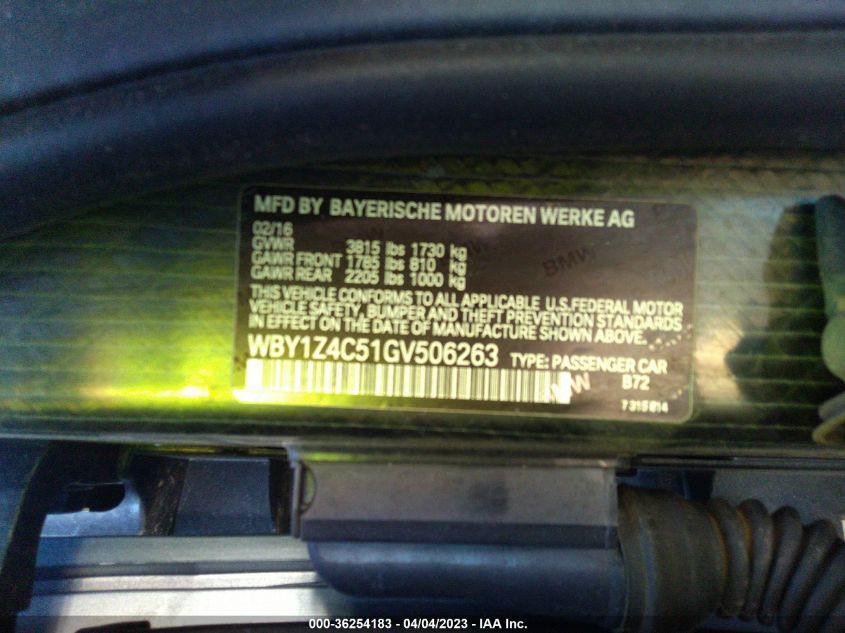 MFD BY BAYERISCHE MOTOREN WERKE AG
02/16
GVWR 3815 lbs 1730 kg
GAWR FRONT 1785 lbs 810 kg
GAWR REAR 2205 lbs 1000 kg
THIS VEHICLE CONFORMS TO ALL APPLICABLE U.S.FEDERAL MOTOR
VEHICLE SAFETY, BUMPER AND THEFT PREVENTION STANDARDS
IN EFFECT ON THE DATE OF MANUFACTURE SHOWN ABOVE.
WBY1Z4C51GV506263 TYPE: PASSENGER CAR
B72
7315614
BMW
000-36254183 - 04/04/2023 - IAA Inc.